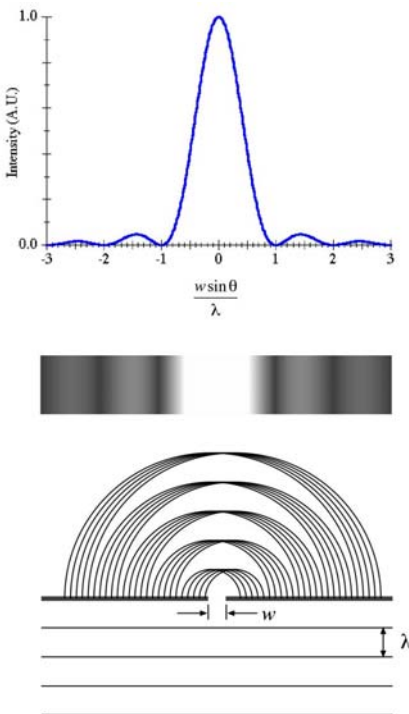 1.0
Intensity (A.U.)
0.0
-3 -2 -1 0 1 2 3
w sin θ
λ
w
λ